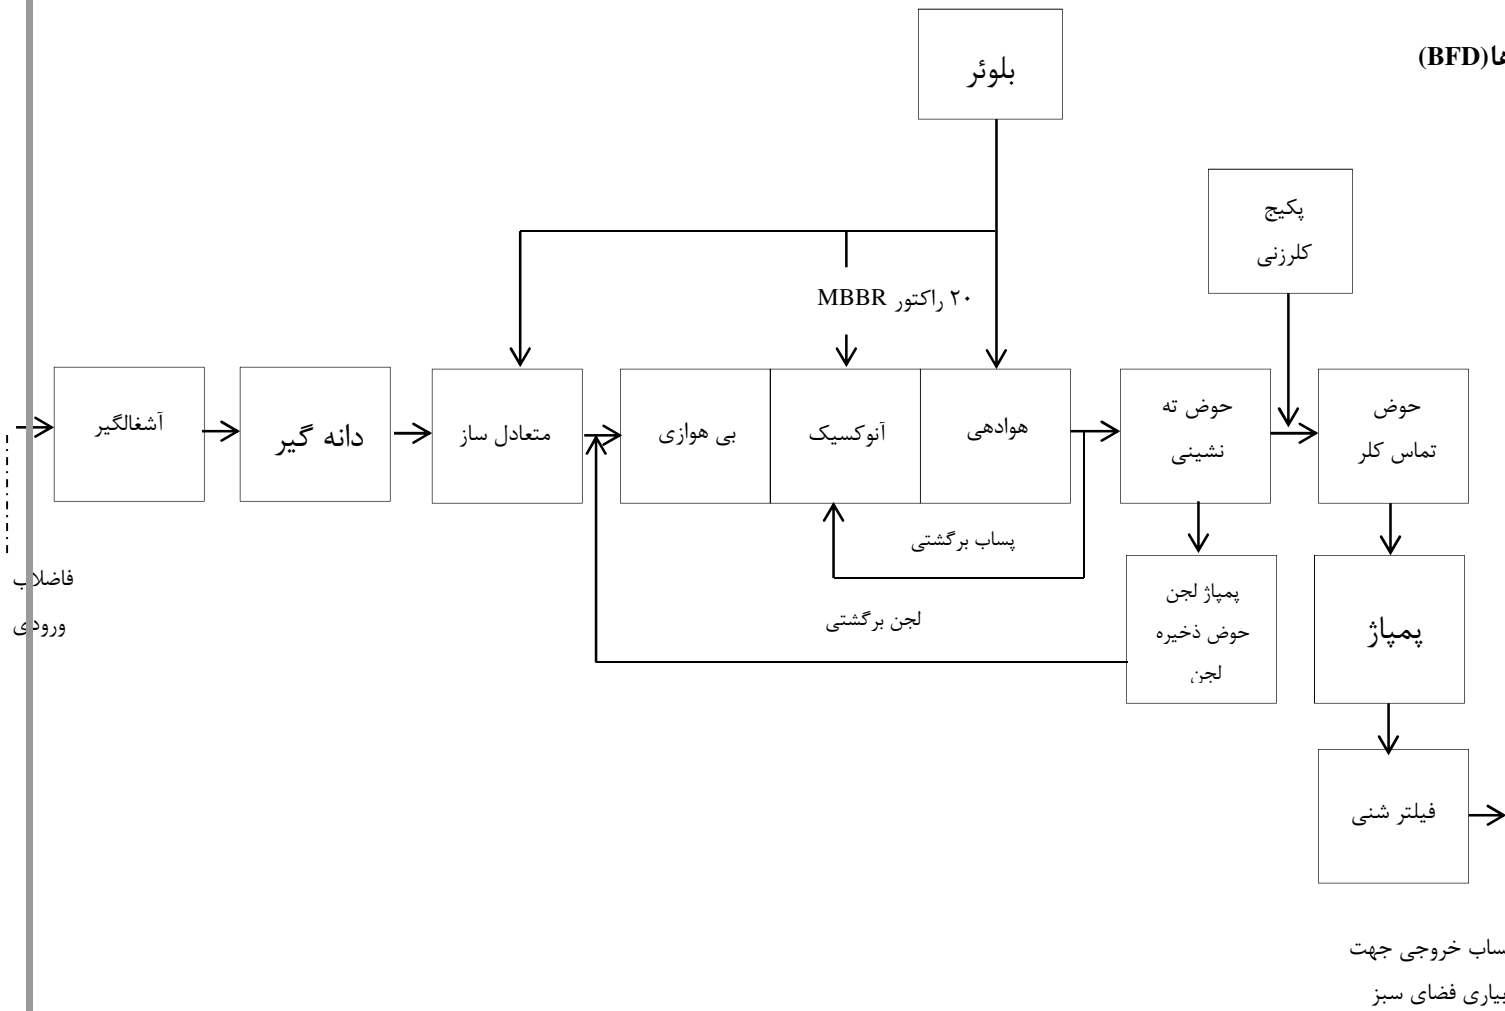 ها(BFD)
بلوئر
پکیج
کلرزنی
۲۰ راکتور MBBR
آشغالگیر
دانه گیر
متعادل ساز
بی هوازی
آنوکسیک
هوادهی
حوض ته
نشینی
حوض
تماس کلر
پساب برگشتی
فاضلاب
ورودی
لجن برگشتی
پمپاژ لجن
حوض ذخیره
لجن
پمپاژ
فیلتر شنی
ساب خروجی جهت
بیاری فضای سبز